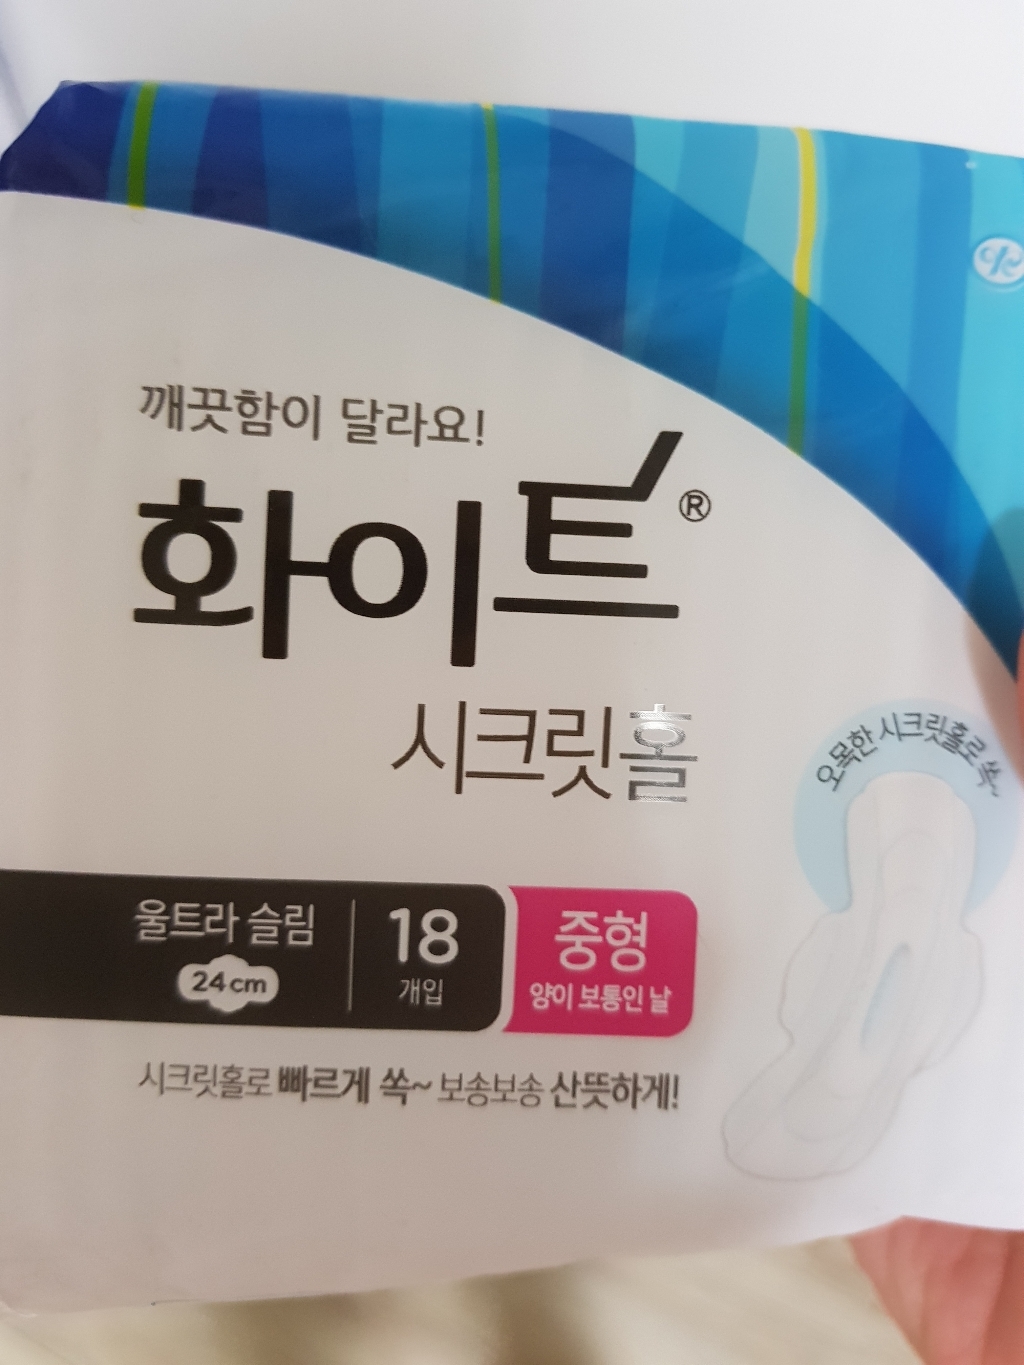 깨끗함이 달라요!
화이트®
시크릿홀
오목한 시크릿홀로 쏙~
울트라 슬림
24cm
18
개입
중형
양이 보통인 날
시크릿홀로 빠르게 쏙~ 보송보송 산뜻하게!